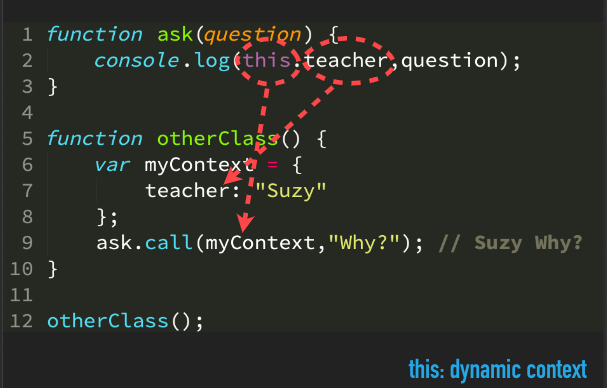 1 function ask(question) {
2     console.log(this.teacher,question);
3 }
4
5 function otherClass() {
6     var myContext = {
7         teacher: "Suzy"
8     };
9     ask.call(myContext,"Why?"); // Suzy Why?
10 }
11
12 otherClass();
this: dynamic context